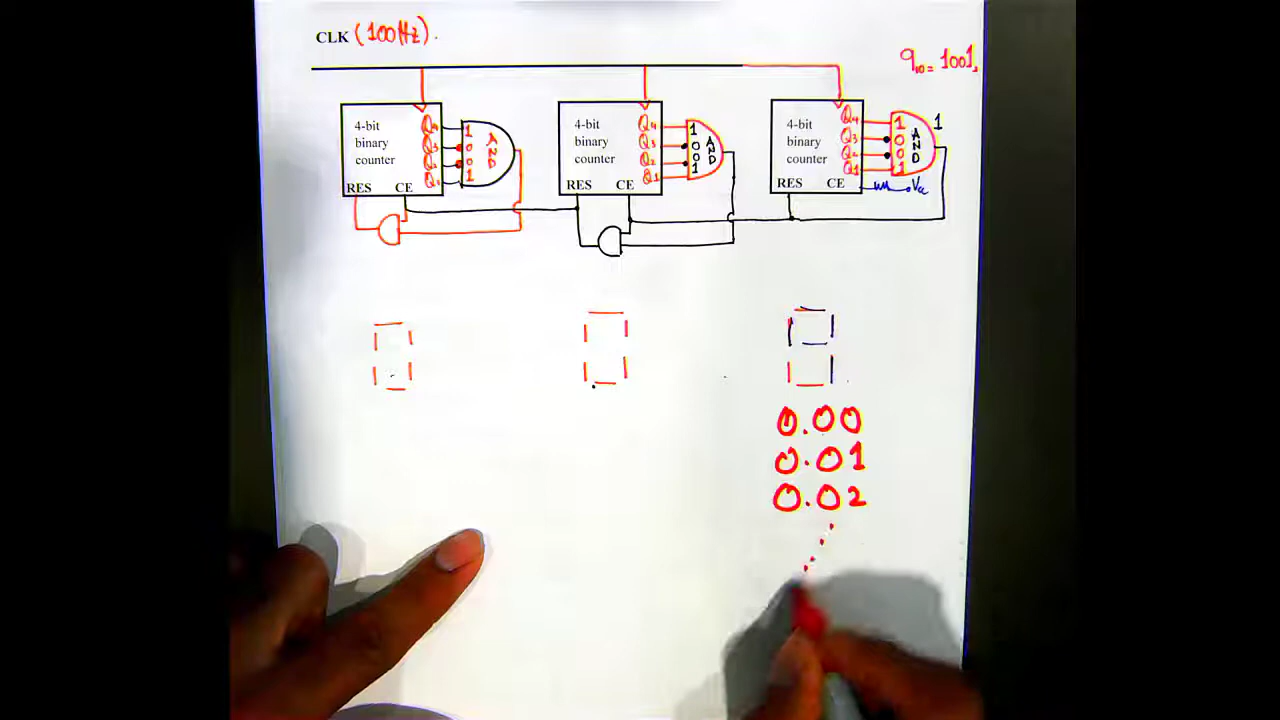 CLK (100Hz).
9₁₀ = 1001₂
4-bit
binary
counter
RES CE
Q4
Q3
Q2
Q1
1
0
0
1
AND
4-bit
binary
counter
RES CE
Q4
Q3
Q2
Q1
1
0
0
1
AND
4-bit
binary
counter
RES CE
Q4
Q3
Q2
Q1
1
0
0
1
AND
1
0.00
0.01
0.02